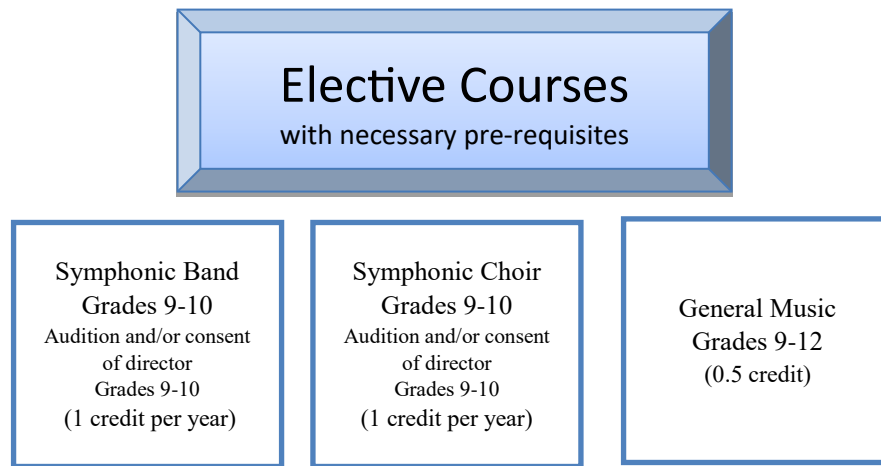 Elective Courses
with necessary pre-requisites
Symphonic Band
Grades 9-10
Audition and/or consent
of director
Grades 9-10
(1 credit per year)
Symphonic Choir
Grades 9-10
Audition and/or consent
of director
Grades 9-10
(1 credit per year)
General Music
Grades 9-12
(0.5 credit)